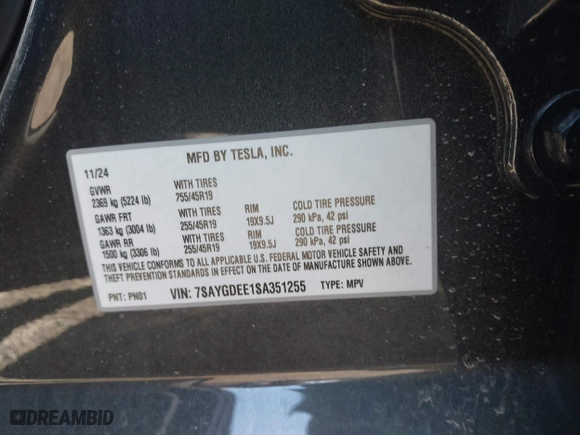 MFD BY TESLA, INC.
11/24
GVWR WITH TIRES
2369 kg (5224 lb) 255/45R19
GAWR FRT WITH TIRES RIM COLD TIRE PRESSURE
1363 kg (3004 lb) 255/45R19 19X9.5J 290 kPa, 42 psi
GAWR RR WITH TIRES RIM COLD TIRE PRESSURE
1500 kg (3306 lb) 255/45R19 19X9.5J 290 kPa, 42 psi
THIS VEHICLE CONFORMS TO ALL APPLICABLE U.S. FEDERAL MOTOR VEHICLE SAFETY AND
THEFT PREVENTION STANDARDS IN EFFECT ON THE DATE OF MANUFACTURE SHOWN ABOVE.
PNT: PN01 VIN: 7SAYGDEE1SA351255 TYPE: MPV
DREAMBID